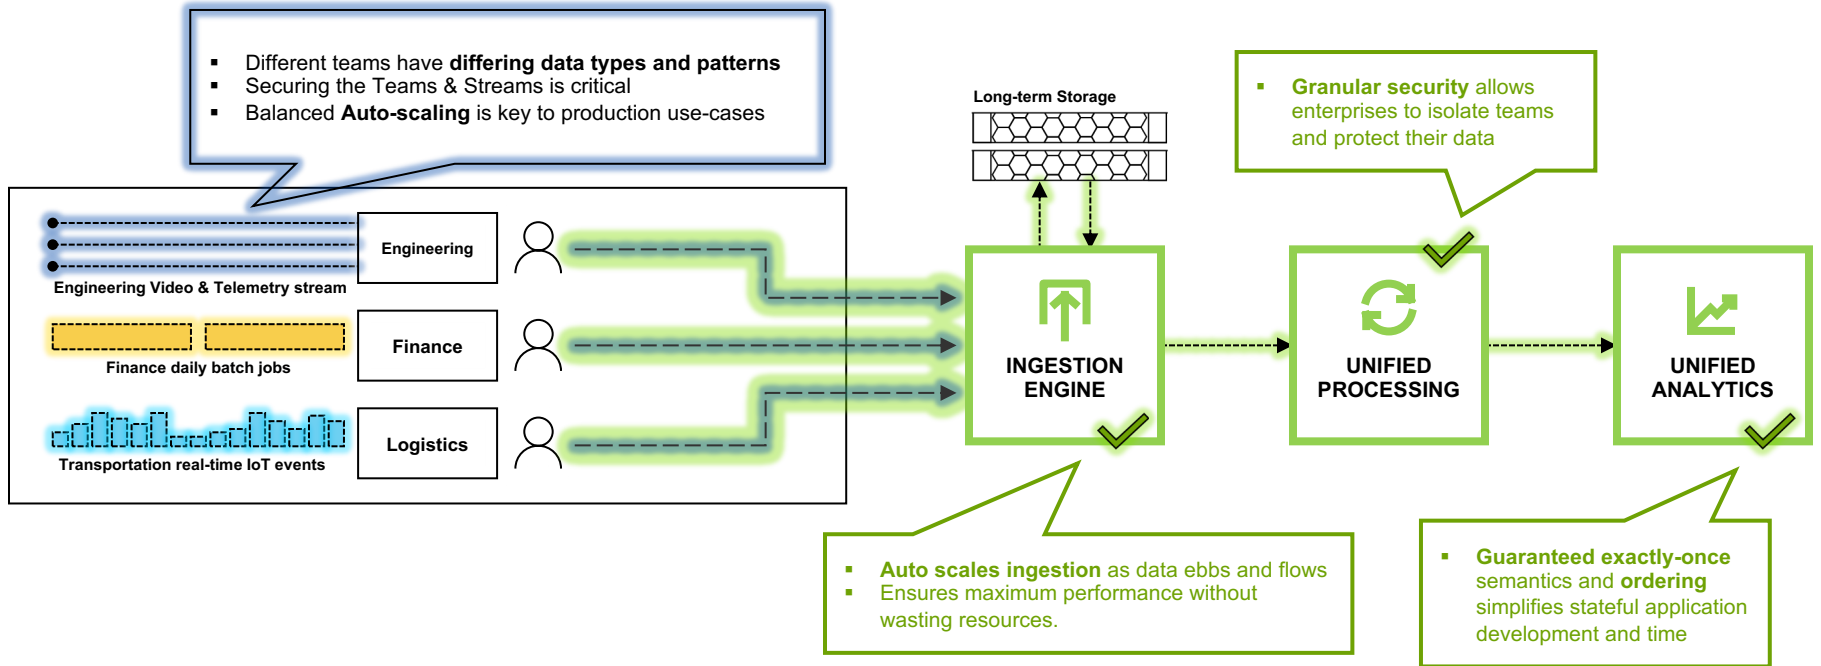 ▪ Different teams have differing data types and patterns
▪ Securing the Teams & Streams is critical
▪ Balanced Auto-scaling is key to production use-cases
Engineering Video & Telemetry stream
Engineering
Finance daily batch jobs
Finance
Transportation real-time IoT events
Logistics
Long-term Storage
INGESTION
ENGINE
UNIFIED
PROCESSING
UNIFIED
ANALYTICS
▪ Granular security allows
enterprises to isolate teams
and protect their data
▪ Auto scales ingestion as data ebbs and flows
▪ Ensures maximum performance without
wasting resources.
▪ Guaranteed exactly-once
semantics and ordering
simplifies stateful application
development and time